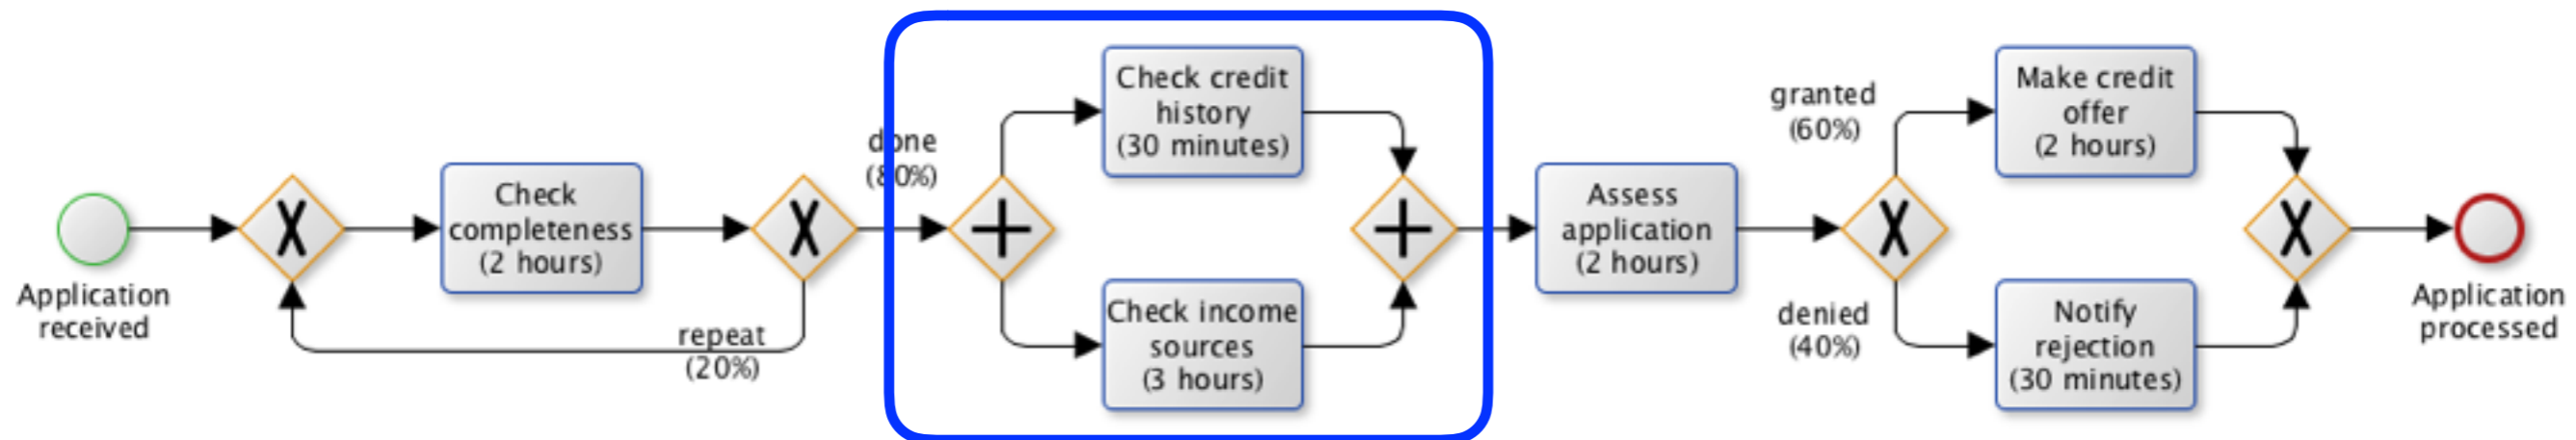 Application
received
Check
completeness
(2 hours)
repeat
(20%)
done
(80%)
Check credit
history
(30 minutes)
Check income
sources
(3 hours)
Assess
application
(2 hours)
granted
(60%)
denied
(40%)
Make credit
offer
(2 hours)
Notify
rejection
(30 minutes)
Application
processed